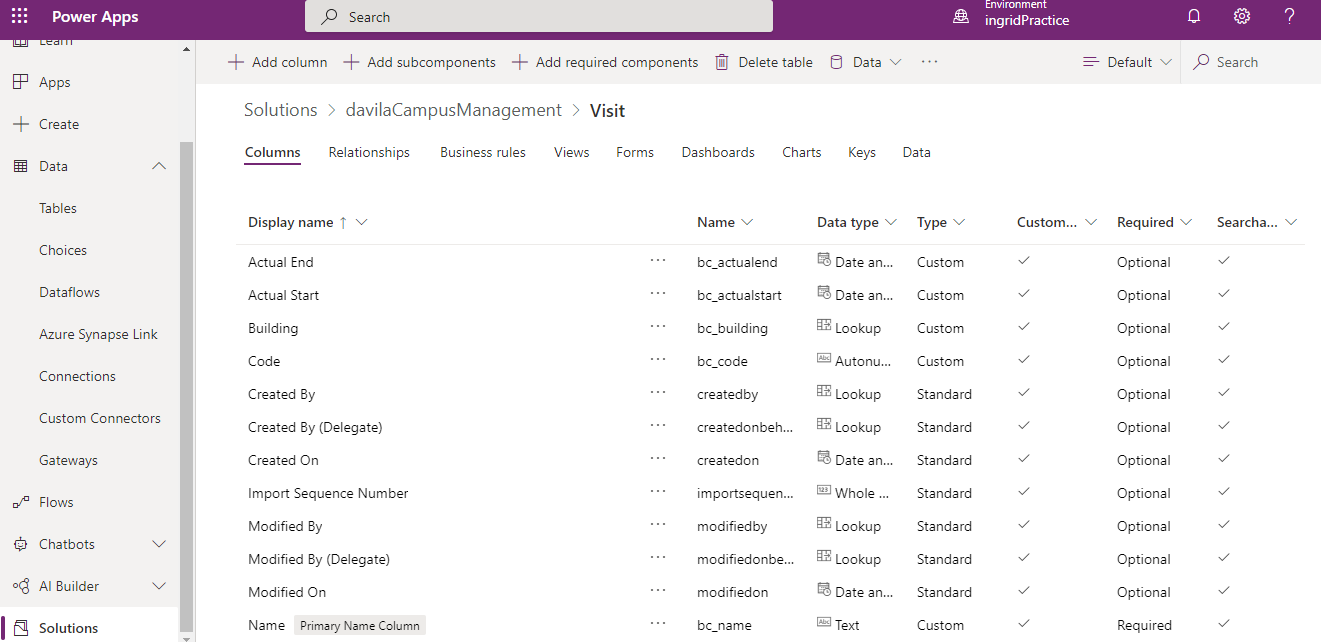 Power Apps
Search
Environment
ingridPractice
?
Learn
Apps
Create
Data
Tables
Choices
Dataflows
Azure Synapse Link
Connections
Custom Connectors
Gateways
Flows
Chatbots
AI Builder
Solutions
Add column Add subcomponents Add required components Delete table Data ··· Default Search
Solutions > davilaCampusManagement > Visit
Columns Relationships Business rules Views Forms Dashboards Charts Keys Data
Display name ↑ Name Data type Type Custom... Required Searcha...
Actual End ··· bc_actualend Date an... Custom ✓ Optional ✓
Actual Start ··· bc_actualstart Date an... Custom ✓ Optional ✓
Building ··· bc_building Lookup Custom ✓ Optional ✓
Code ··· bc_code Abc Autonu... Custom ✓ Optional ✓
Created By ··· createdby Lookup Standard ✓ Optional ✓
Created By (Delegate) ··· createdonbeh... Lookup Standard ✓ Optional ✓
Created On ··· createdon Date an... Standard ✓ Optional ✓
Import Sequence Number ··· importsequen... 123 Whole ... Standard ✓ Optional ✓
Modified By ··· modifiedby Lookup Standard ✓ Optional ✓
Modified By (Delegate) ··· modifiedonbe... Lookup Standard ✓ Optional ✓
Modified On ··· modifiedon Date an... Standard ✓ Optional ✓
Name Primary Name Column ··· bc_name Abc Text Custom ✓ Required ✓